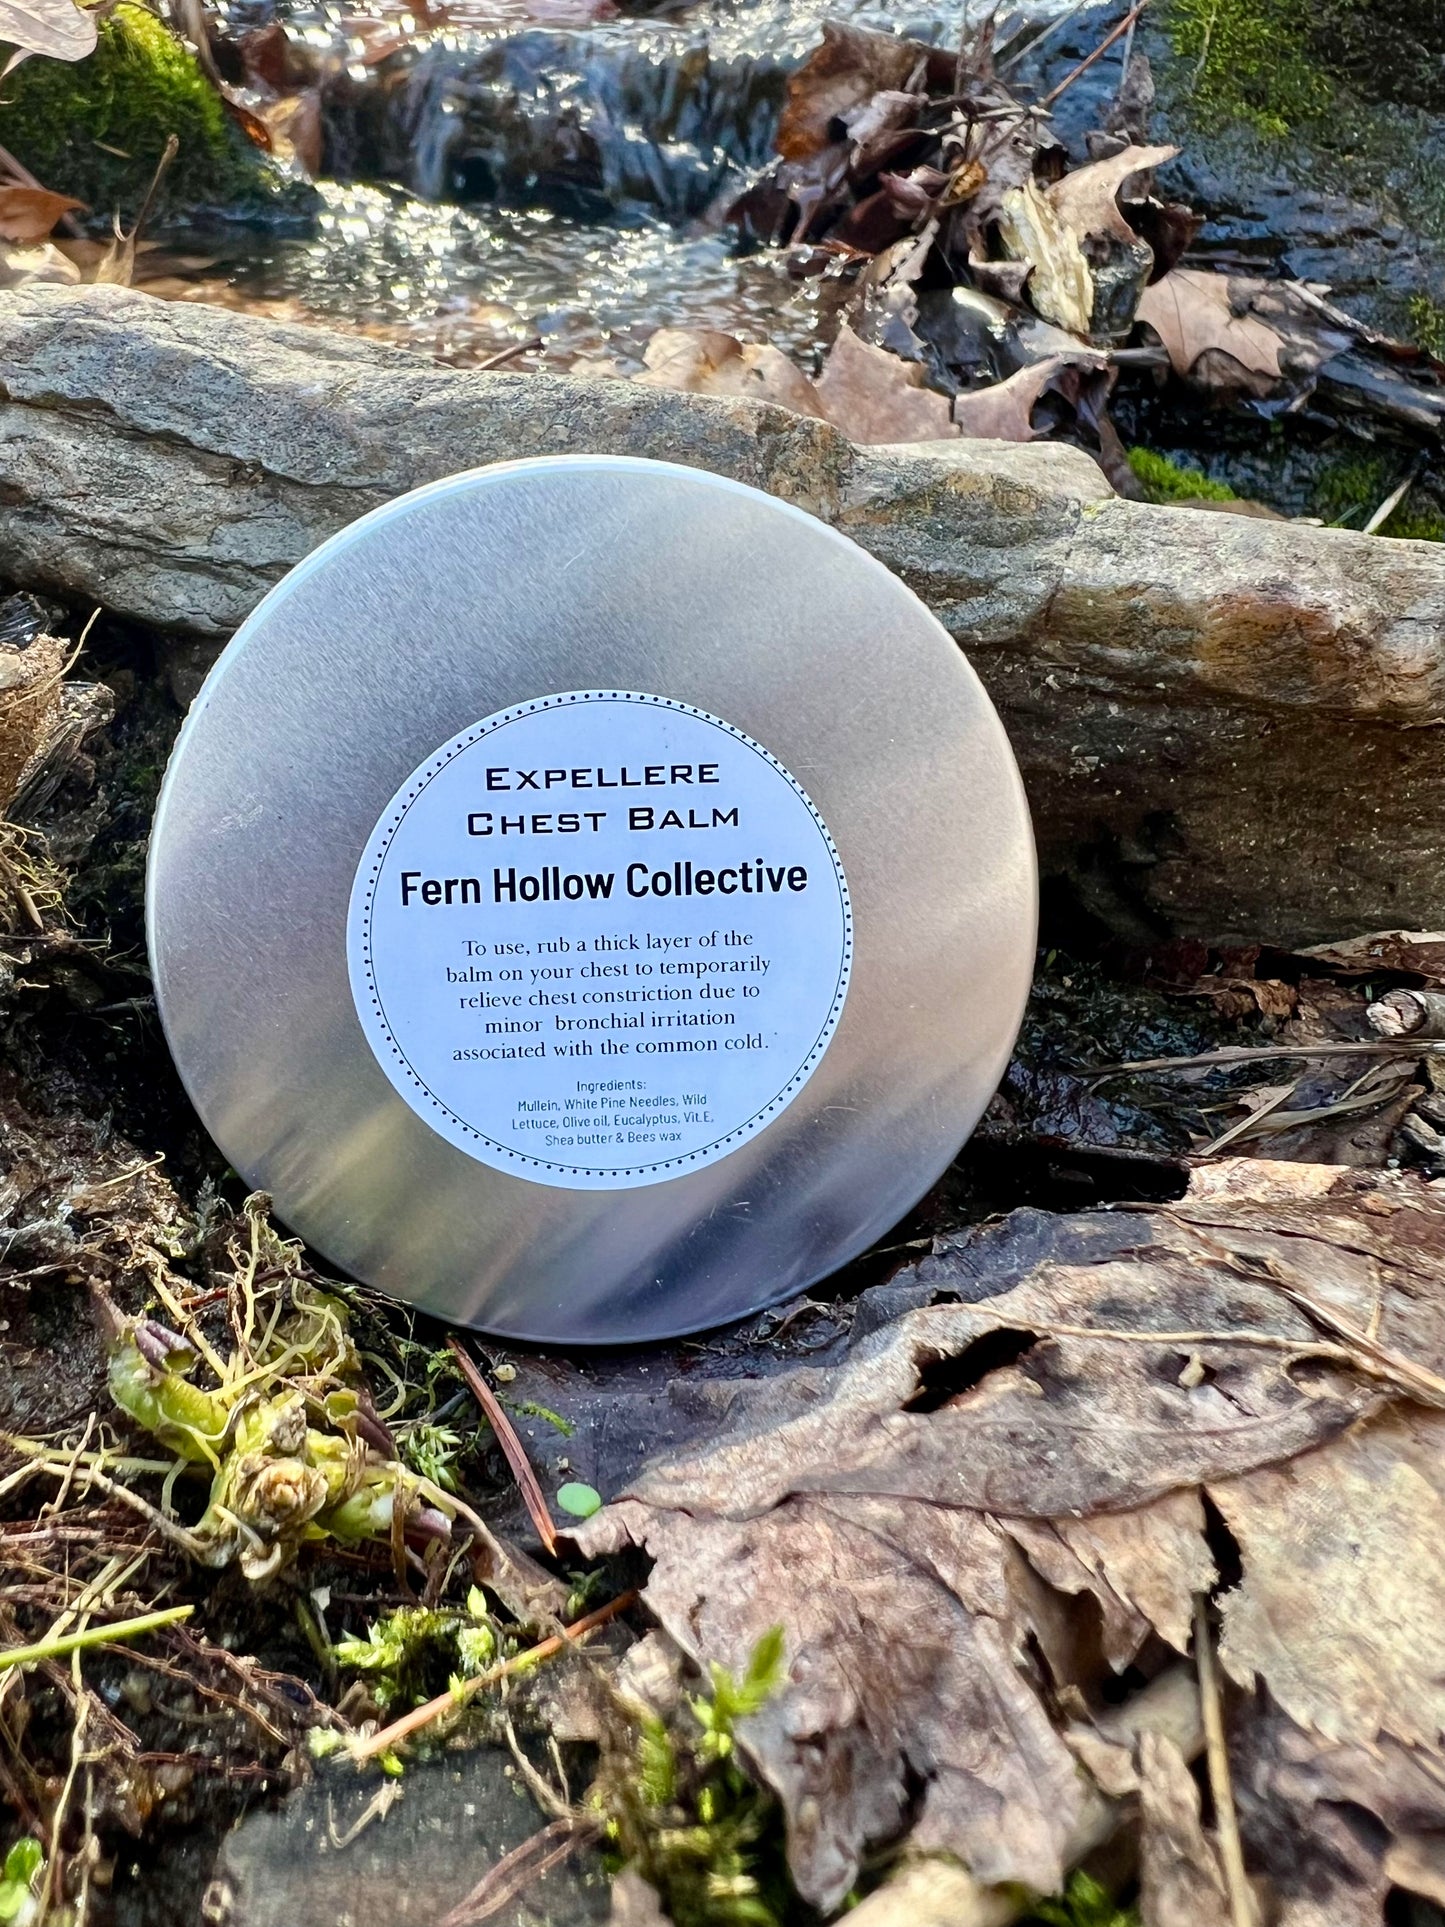 Expellere
Chest Balm
Fern Hollow Collective
To use, rub a thick layer of the
balm on your chest to temporarily
relieve chest constriction due to
minor bronchial irritation
associated with the common cold.
Ingredients:
Mullein, White Pine Needles, Wild
Lettuce, Olive oil, Eucalyptus, Vit.E,
Shea butter & Bees wax